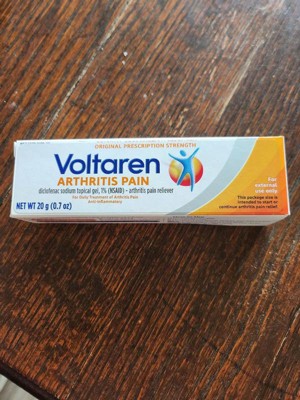 ORIGINAL PRESCRIPTION STRENGTH
Voltaren
ARTHRITIS PAIN
diclofenac sodium topical gel, 1% (NSAID) – arthritis pain reliever
For Daily Treatment of Arthritis Pain
Anti-inflammatory
NET WT 20 g (0.7 oz)
For
external
use only
This package size is
intended to start or
continue arthritis pain relief